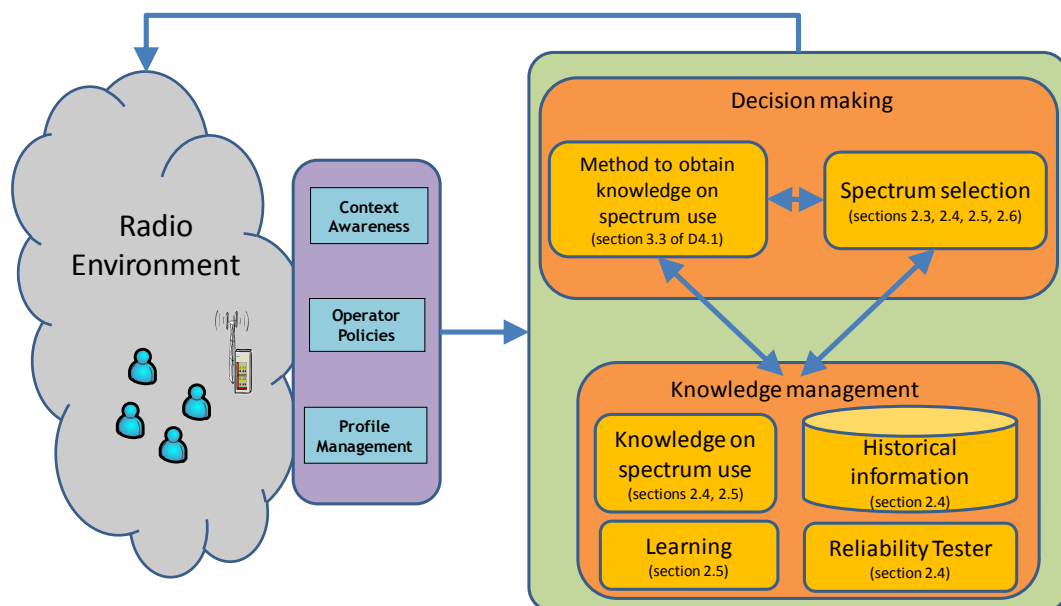 Radio
Environment
Context
Awareness
Operator
Policies
Profile
Management
Decision making
Method to obtain
knowledge on
spectrum use
(section 3.3 of D4.1)
Spectrum selection
(sections 2.3, 2.4, 2.5, 2.6)
Knowledge management
Knowledge on
spectrum use
(sections 2.4, 2.5)
Historical
information
(section 2.4)
Learning
(section 2.5)
Reliability Tester
(section 2.4)